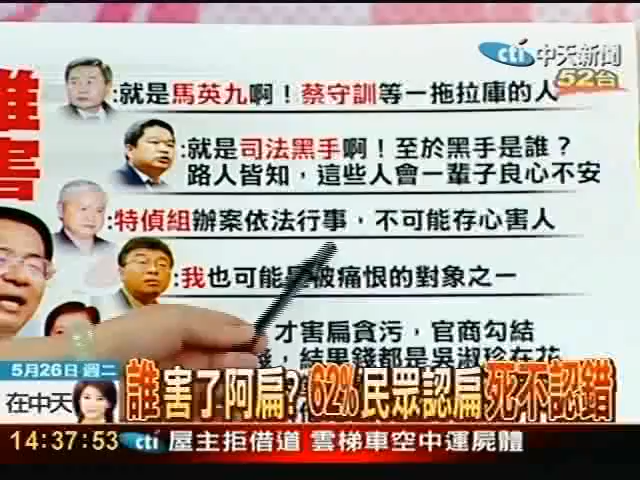 cti 中天新聞
52台
誰
害
:就是馬英九啊!蔡守訓等一拖拉庫的人
:就是司法黑手啊!至於黑手是誰?
路人皆知，這些人會一輩子良心不安
:特偵組辦案依法行事，不可能存心害人
:我也可能是被痛恨的對象之一
才害扁貪污，官商勾結
，結果錢都是吳淑珍在花
5月26日 週二
在中天
誰害了阿扁?62%民眾認扁死不認錯
14:37:53 cti 屋主拒借道 雲梯車空中運屍體